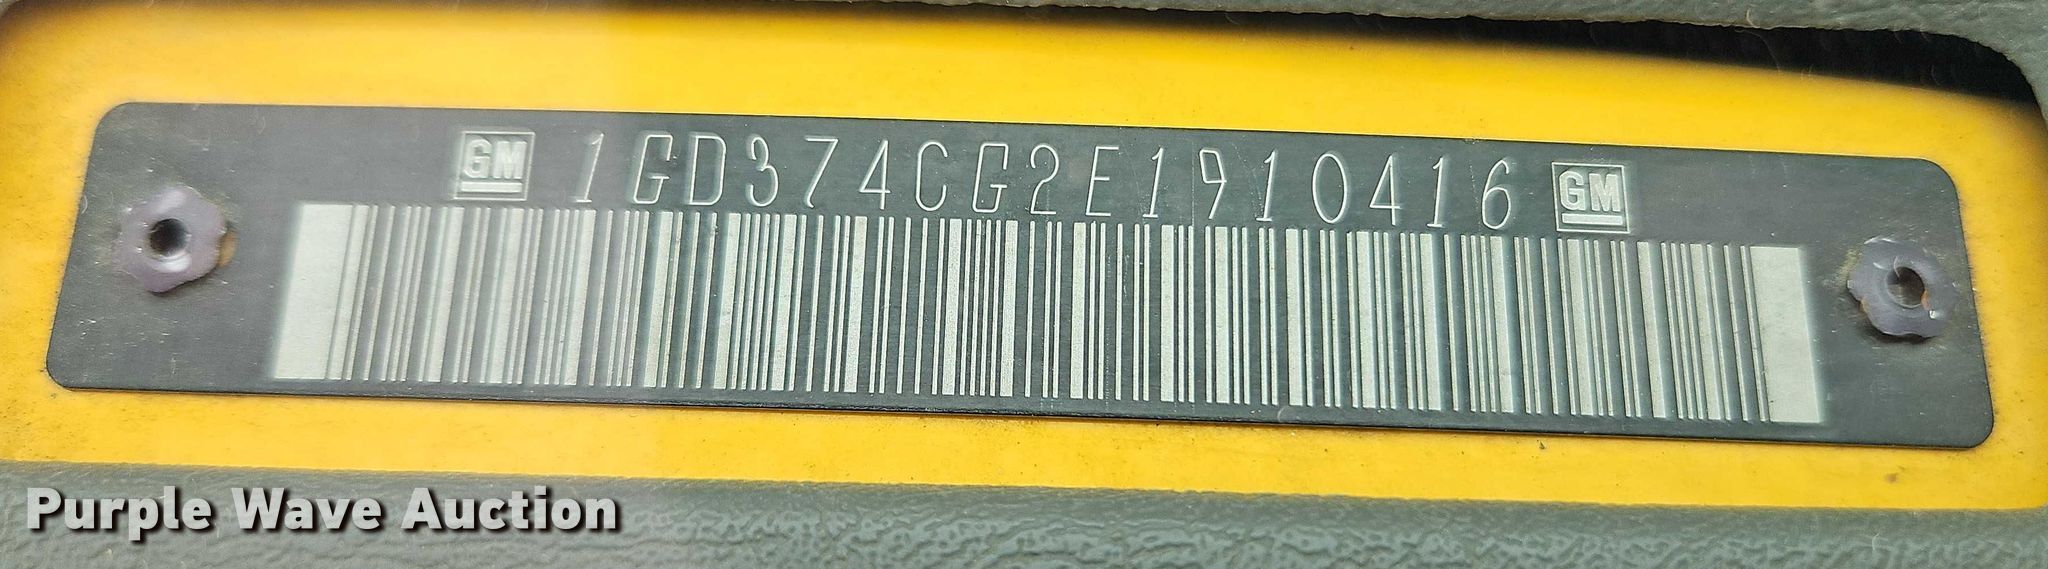 GM 1GD374CG2E1910416 GM
Purple Wave Auction